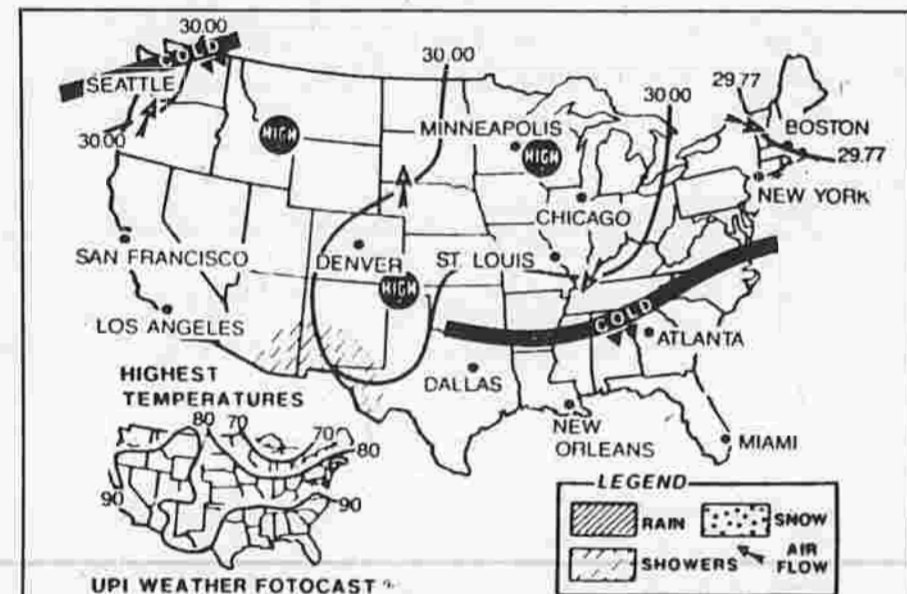 30.00
COLD
SEATTLE
30.00
30.00
HIGH
MINNEAPOLIS
HIGH
30.00
29.77
BOSTON
29.77
NEW YORK
CHICAGO
SAN FRANCISCO
DENVER
ST. LOUIS
HIGH
LOS ANGELES
COLD
ATLANTA
DALLAS
NEW
ORLEANS
MIAMI
HIGHEST
TEMPERATURES
80
70
70
80
90
90
LEGEND
RAIN
SNOW
SHOWERS
AIR
FLOW
UPI WEATHER FOTOCAST